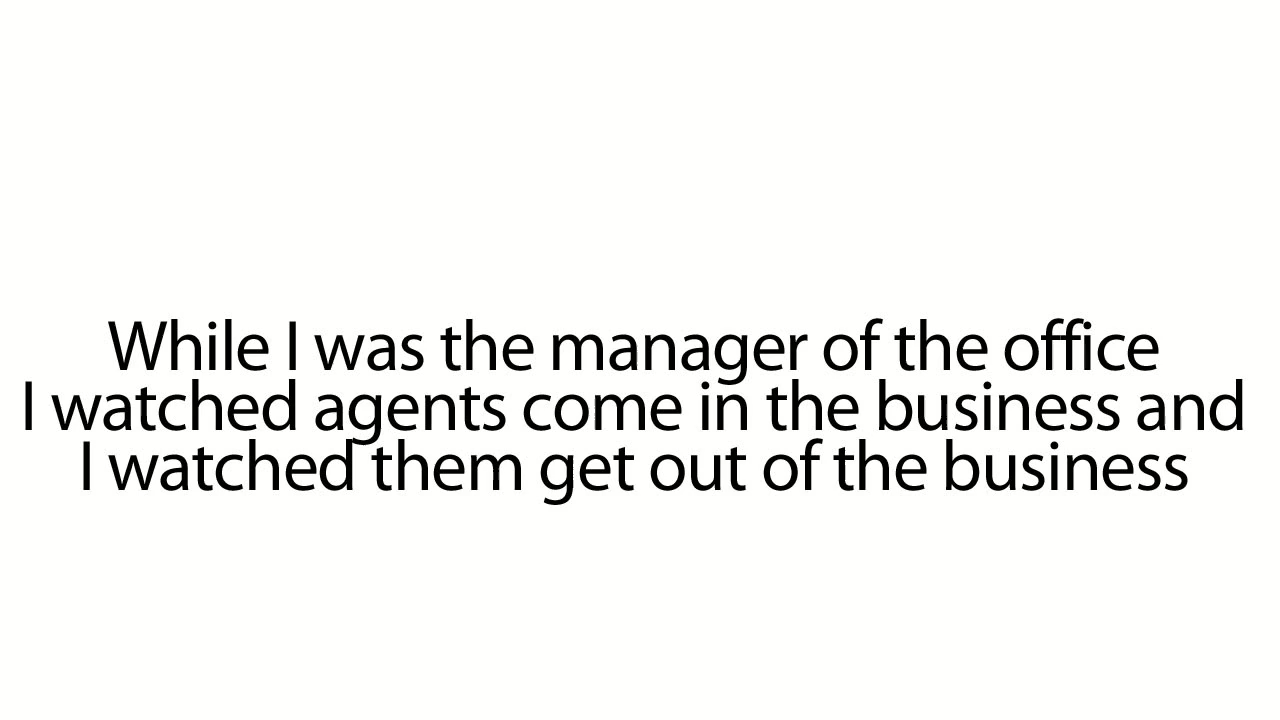 While I was the manager of the office
I watched agents come in the business and
I watched them get out of the business